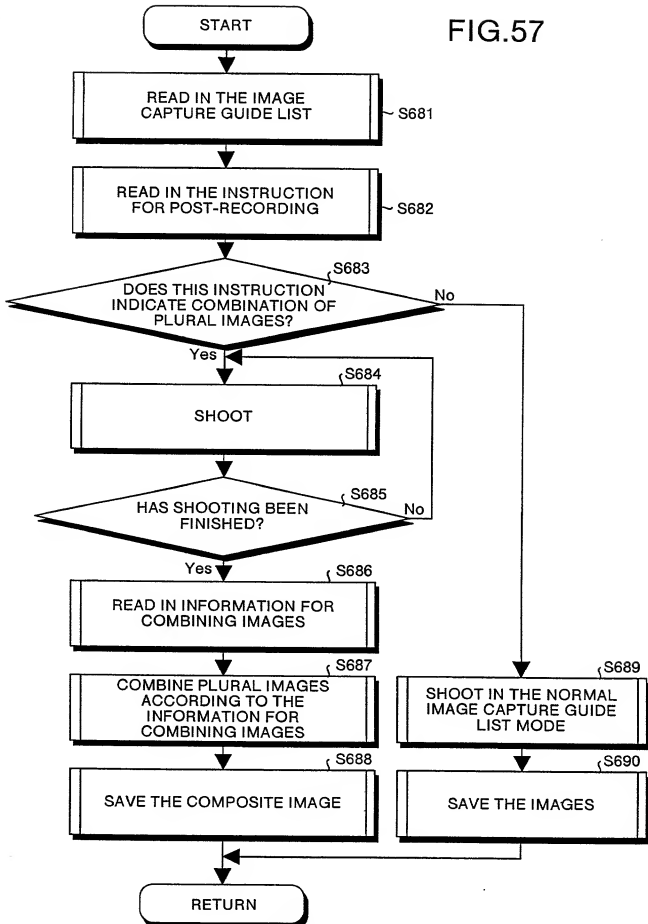 START
FIG.57
READ IN THE IMAGE
CAPTURE GUIDE LIST
S681
READ IN THE INSTRUCTION
FOR POST-RECORDING
S682
S683
DOES THIS INSTRUCTION
INDICATE COMBINATION OF
PLURAL IMAGES?
No
Yes
S684
SHOOT
S685
HAS SHOOTING BEEN
FINISHED?
No
Yes
S686
READ IN INFORMATION FOR
COMBINING IMAGES
S687
COMBINE PLURAL IMAGES
ACCORDING TO THE
INFORMATION FOR
COMBINING IMAGES
S689
SHOOT IN THE NORMAL
IMAGE CAPTURE GUIDE
LIST MODE
S688
SAVE THE COMPOSITE IMAGE
S690
SAVE THE IMAGES
RETURN